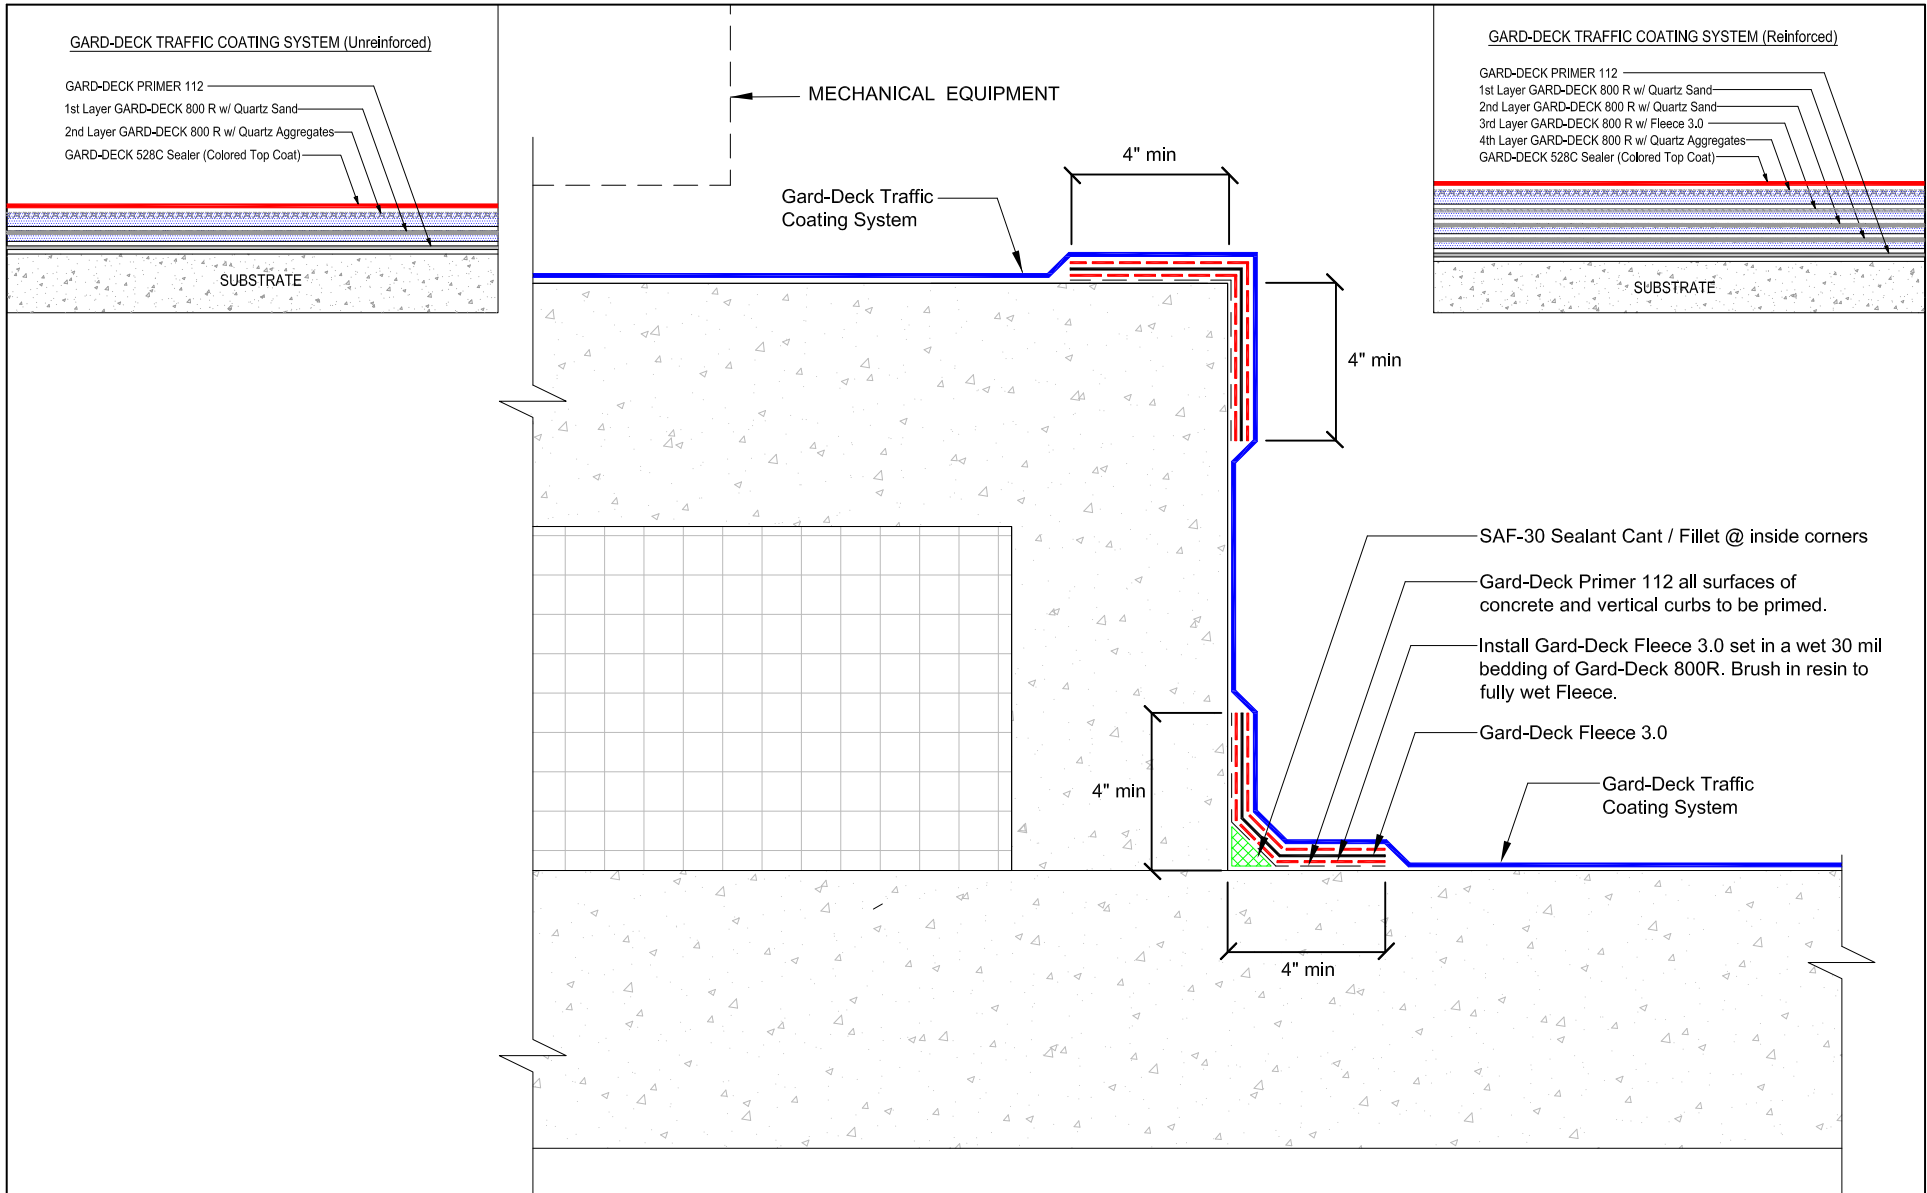 GARD-DECK TRAFFIC COATING SYSTEM (Unreinforced)
GARD-DECK PRIMER 112
1st Layer GARD-DECK 800 R w/ Quartz Sand
2nd Layer GARD-DECK 800 R w/ Quartz Aggregates
GARD-DECK 528C Sealer (Colored Top Coat)
SUBSTRATE
MECHANICAL EQUIPMENT
Gard-Deck Traffic
Coating System
4" min
GARD-DECK TRAFFIC COATING SYSTEM (Reinforced)
GARD-DECK PRIMER 112
1st Layer GARD-DECK 800 R w/ Quartz Sand
2nd Layer GARD-DECK 800 R w/ Quartz Sand
3rd Layer GARD-DECK 800 R w/ Fleece 3.0
4th Layer GARD-DECK 800 R w/ Quartz Aggregates
GARD-DECK 528C Sealer (Colored Top Coat)
SUBSTRATE
4" min
SAF-30 Sealant Cant / Fillet @ inside corners
Gard-Deck Primer 112 all surfaces of
concrete and vertical curbs to be primed.
Install Gard-Deck Fleece 3.0 set in a wet 30 mil
bedding of Gard-Deck 800R. Brush in resin to
fully wet Fleece.
Gard-Deck Fleece 3.0
Gard-Deck Traffic
Coating System
4" min
4" min